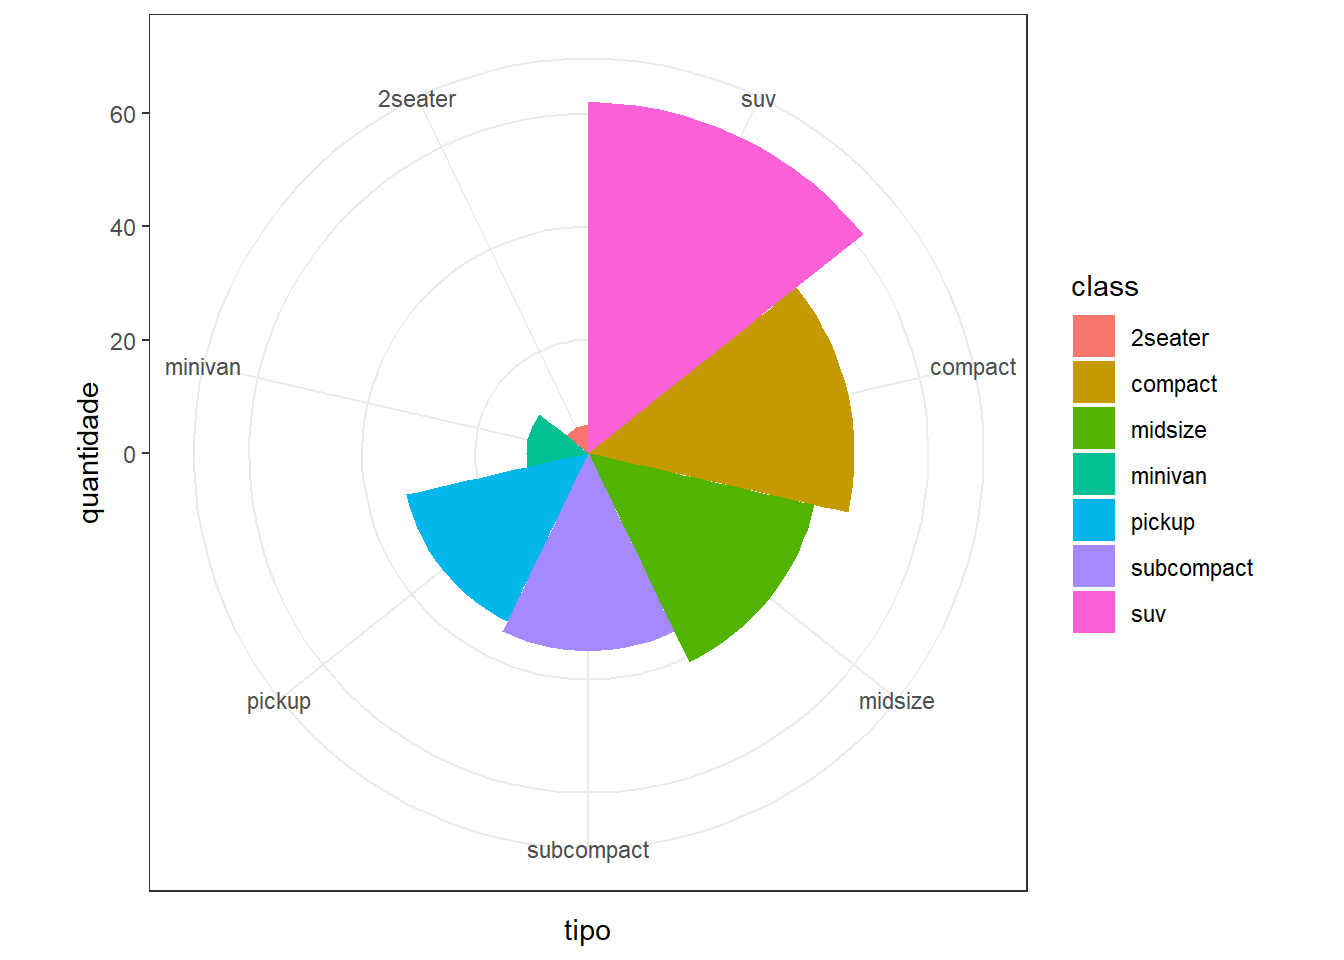 2seater
suv
60
40
20
0
minivan
compact
pickup
midsize
subcompact
quantidade
tipo
class
2seater
compact
midsize
minivan
pickup
subcompact
suv